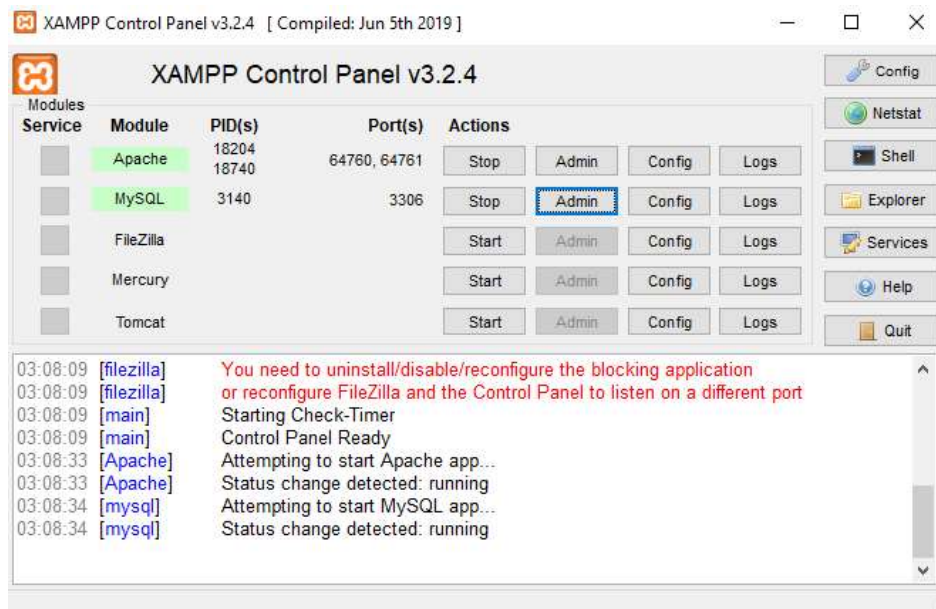 XAMPP Control Panel v3.2.4 [ Compiled: Jun 5th 2019 ]
XAMPP Control Panel v3.2.4
Config
Modules
Service Module PID(s) Port(s) Actions
Netstat
Apache 18204 18740 64760, 64761 Stop Admin Config Logs
Shell
MySQL 3140 3306 Stop Admin Config Logs
Explorer
FileZilla Start Admin Config Logs
Services
Mercury Start Admin Config Logs
Help
Tomcat Start Admin Config Logs
Quit
03:08:09 [filezilla] You need to uninstall/disable/reconfigure the blocking application
03:08:09 [filezilla] or reconfigure FileZilla and the Control Panel to listen on a different port
03:08:09 [main] Starting Check-Timer
03:08:09 [main] Control Panel Ready
03:08:33 [Apache] Attempting to start Apache app...
03:08:33 [Apache] Status change detected: running
03:08:34 [mysql] Attempting to start MySQL app...
03:08:34 [mysql] Status change detected: running